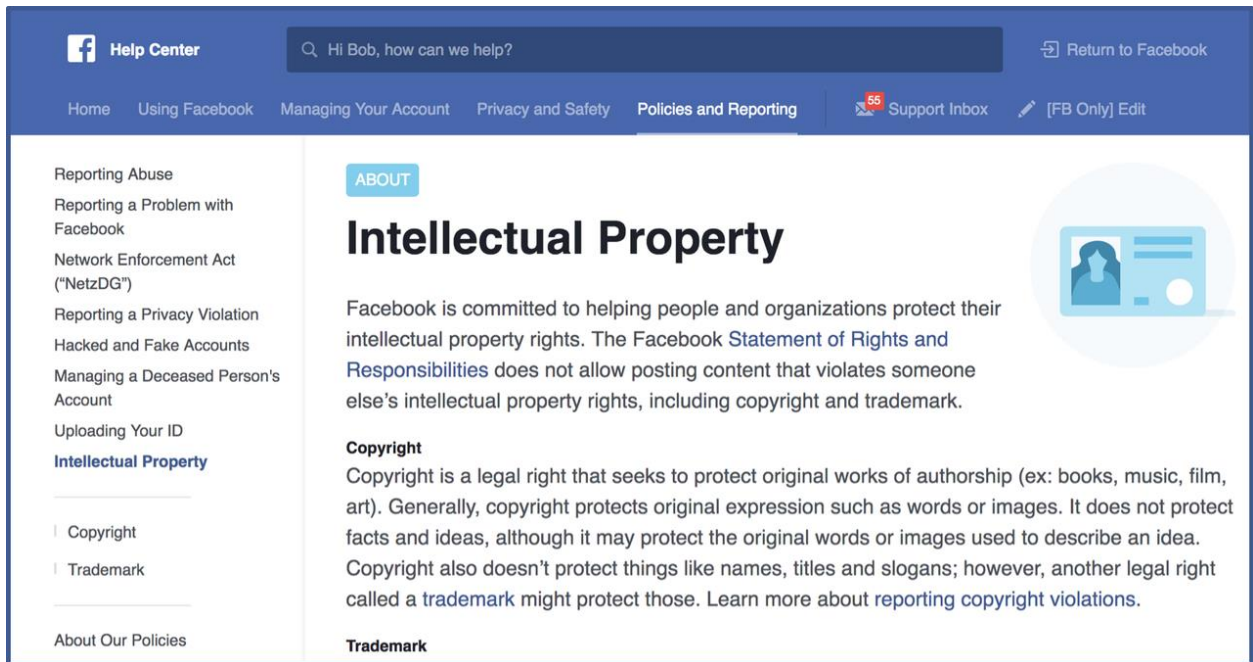 Help Center
Hi Bob, how can we help?
Return to Facebook
Home Using Facebook Managing Your Account Privacy and Safety Policies and Reporting 55 Support Inbox [FB Only] Edit
Reporting Abuse
Reporting a Problem with
Facebook
Network Enforcement Act
(“NetzDG”)
Reporting a Privacy Violation
Hacked and Fake Accounts
Managing a Deceased Person's
Account
Uploading Your ID
Intellectual Property
Copyright
Trademark
About Our Policies
ABOUT
Intellectual Property
Facebook is committed to helping people and organizations protect their
intellectual property rights. The Facebook Statement of Rights and
Responsibilities does not allow posting content that violates someone
else’s intellectual property rights, including copyright and trademark.
Copyright
Copyright is a legal right that seeks to protect original works of authorship (ex: books, music, film,
art). Generally, copyright protects original expression such as words or images. It does not protect
facts and ideas, although it may protect the original words or images used to describe an idea.
Copyright also doesn’t protect things like names, titles and slogans; however, another legal right
called a trademark might protect those. Learn more about reporting copyright violations.
Trademark